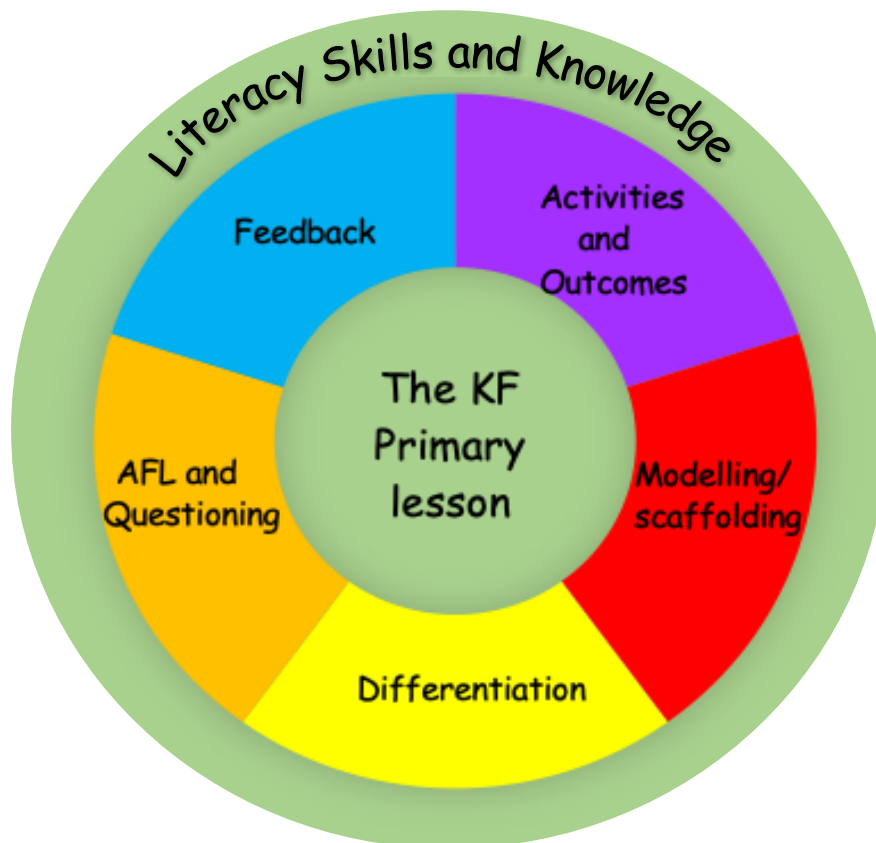 Literacy Skills and Knowledge
Feedback
Activities
and
Outcomes
The KF
Primary
lesson
AFL and
Questioning
Modelling/
scaffolding
Differentiation